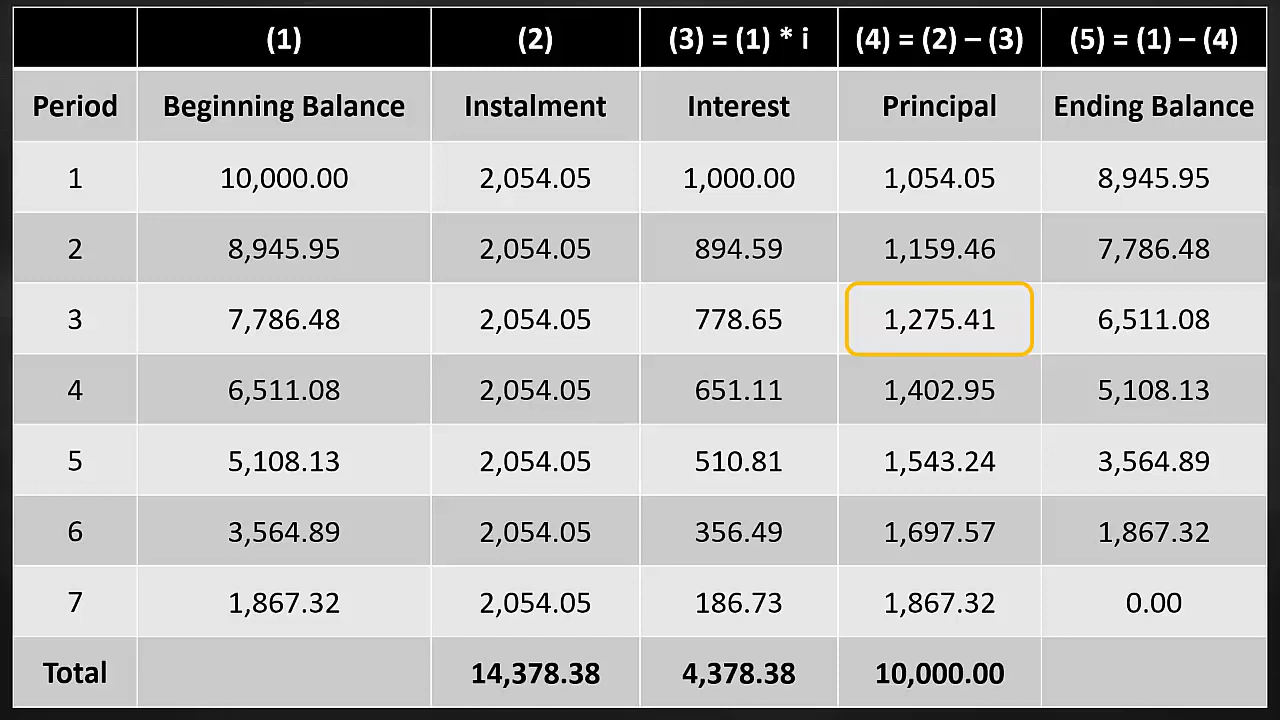 (1) (2) (3) = (1) * i (4) = (2) – (3) (5) = (1) – (4)
Period Beginning Balance Instalment Interest Principal Ending Balance
1 10,000.00 2,054.05 1,000.00 1,054.05 8,945.95
2 8,945.95 2,054.05 894.59 1,159.46 7,786.48
3 7,786.48 2,054.05 778.65 1,275.41 6,511.08
4 6,511.08 2,054.05 651.11 1,402.95 5,108.13
5 5,108.13 2,054.05 510.81 1,543.24 3,564.89
6 3,564.89 2,054.05 356.49 1,697.57 1,867.32
7 1,867.32 2,054.05 186.73 1,867.32 0.00
Total 14,378.38 4,378.38 10,000.00